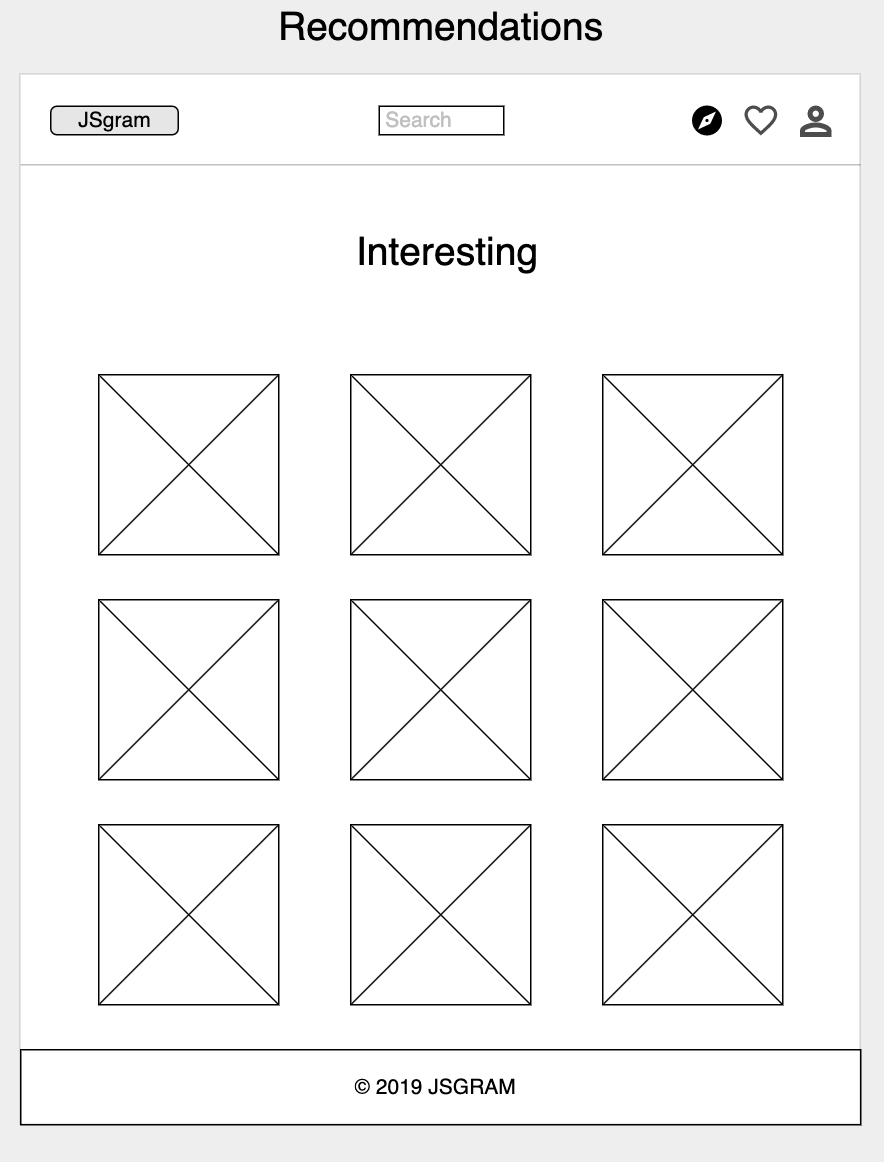 Recommendations
JSgram
Search
Interesting
© 2019 JSGRAM